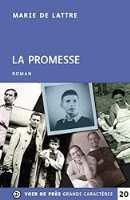 MARIE DE LATTRE
LA PROMESSE
ROMAN
VOIR DE PRÈS GRANDS CARACTÈRES 20